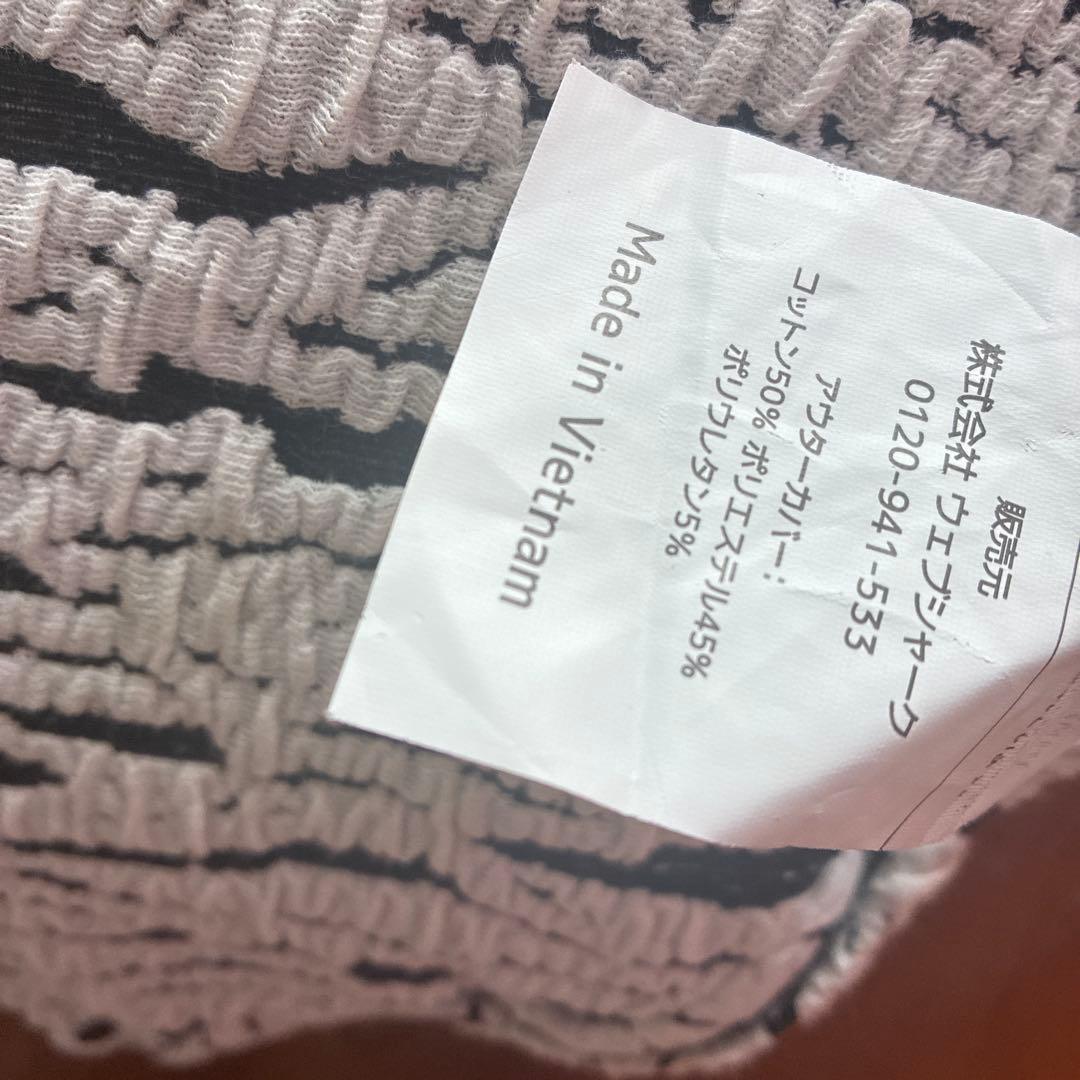 販売元
株式会社 ウエブシャーク
0120-941-533
アウターカバー:
コットン50% ポリエステル45%
ポリウレタン5%
Made in Vietnam